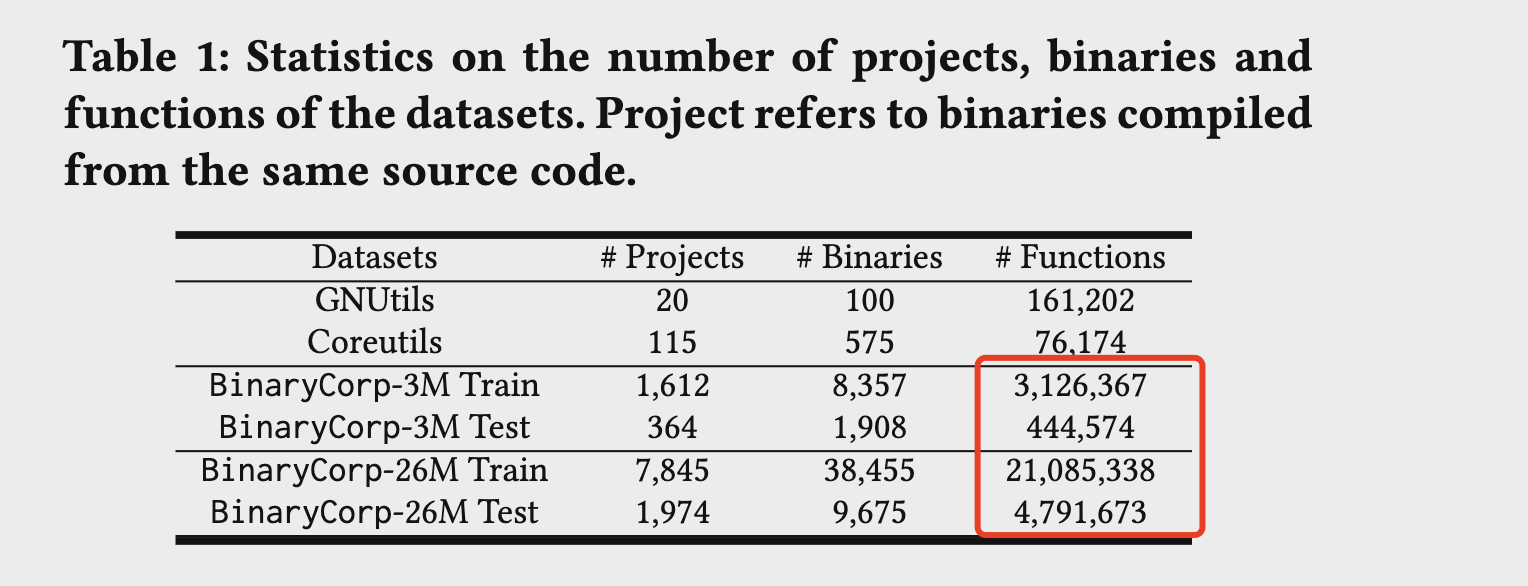 Table 1: Statistics on the number of projects, binaries and
functions of the datasets. Project refers to binaries compiled
from the same source code.
Datasets # Projects # Binaries # Functions
GNUtils 20 100 161,202
Coreutils 115 575 76,174
BinaryCorp-3M Train 1,612 8,357 3,126,367
BinaryCorp-3M Test 364 1,908 444,574
BinaryCorp-26M Train 7,845 38,455 21,085,338
BinaryCorp-26M Test 1,974 9,675 4,791,673